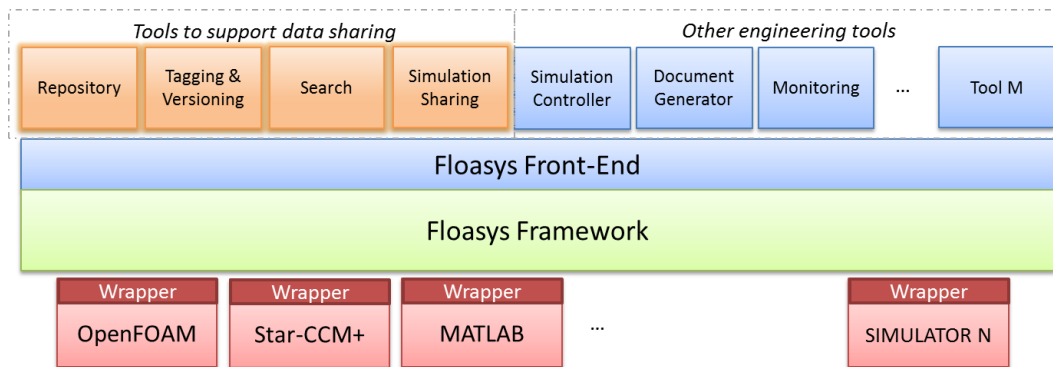 Tools to support data sharing
Other engineering tools
Repository
Tagging &
Versioning
Search
Simulation
Sharing
Simulation
Controller
Document
Generator
Monitoring
...
Tool M
Floasys Front-End
Floasys Framework
Wrapper
OpenFOAM
Wrapper
Star-CCM+
Wrapper
MATLAB
...
Wrapper
SIMULATOR N